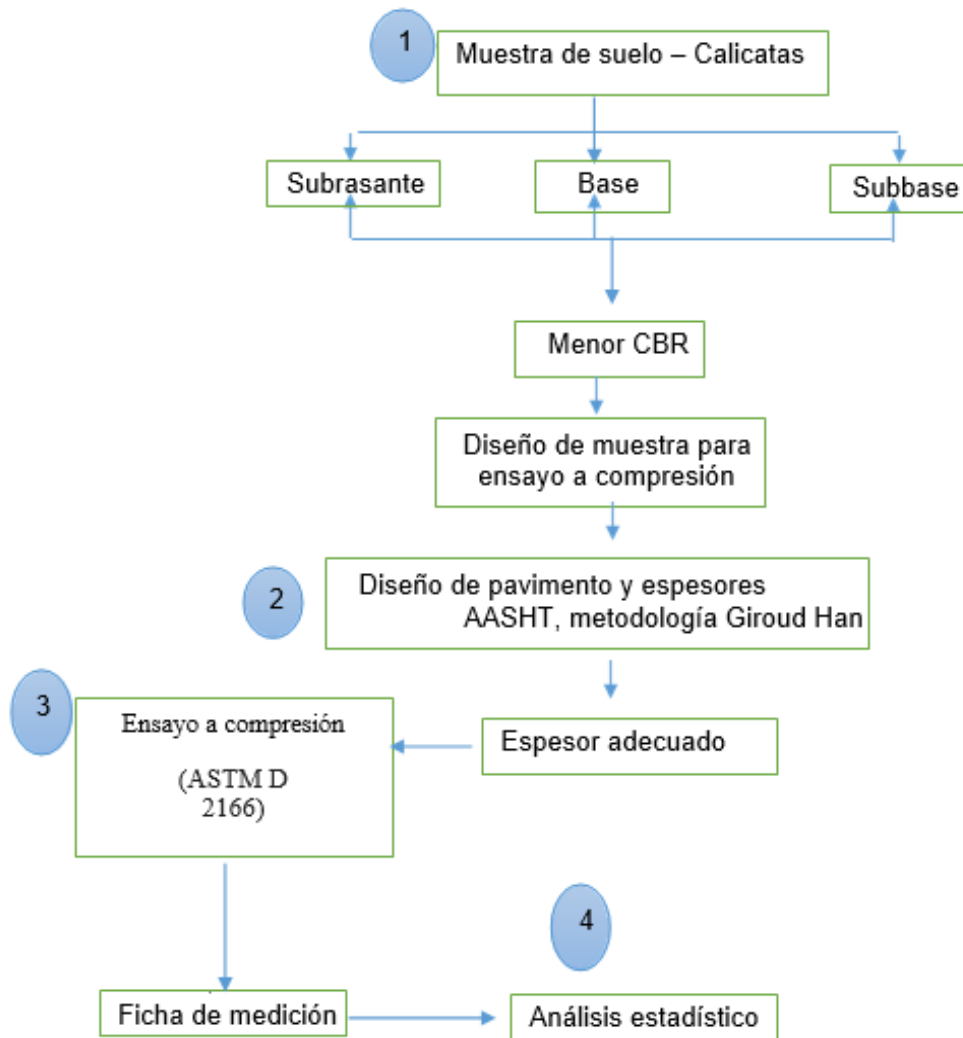 1
Muestra de suelo – Calicatas
Subrasante
Base
Subbase
Menor CBR
Diseño de muestra para
ensayo a compresión
2
Diseño de pavimento y espesores
AASHT, metodología Giroud Han
3
Ensayo a compresión
(ASTM D
2166)
Espesor adecuado
4
Ficha de medición
Análisis estadístico